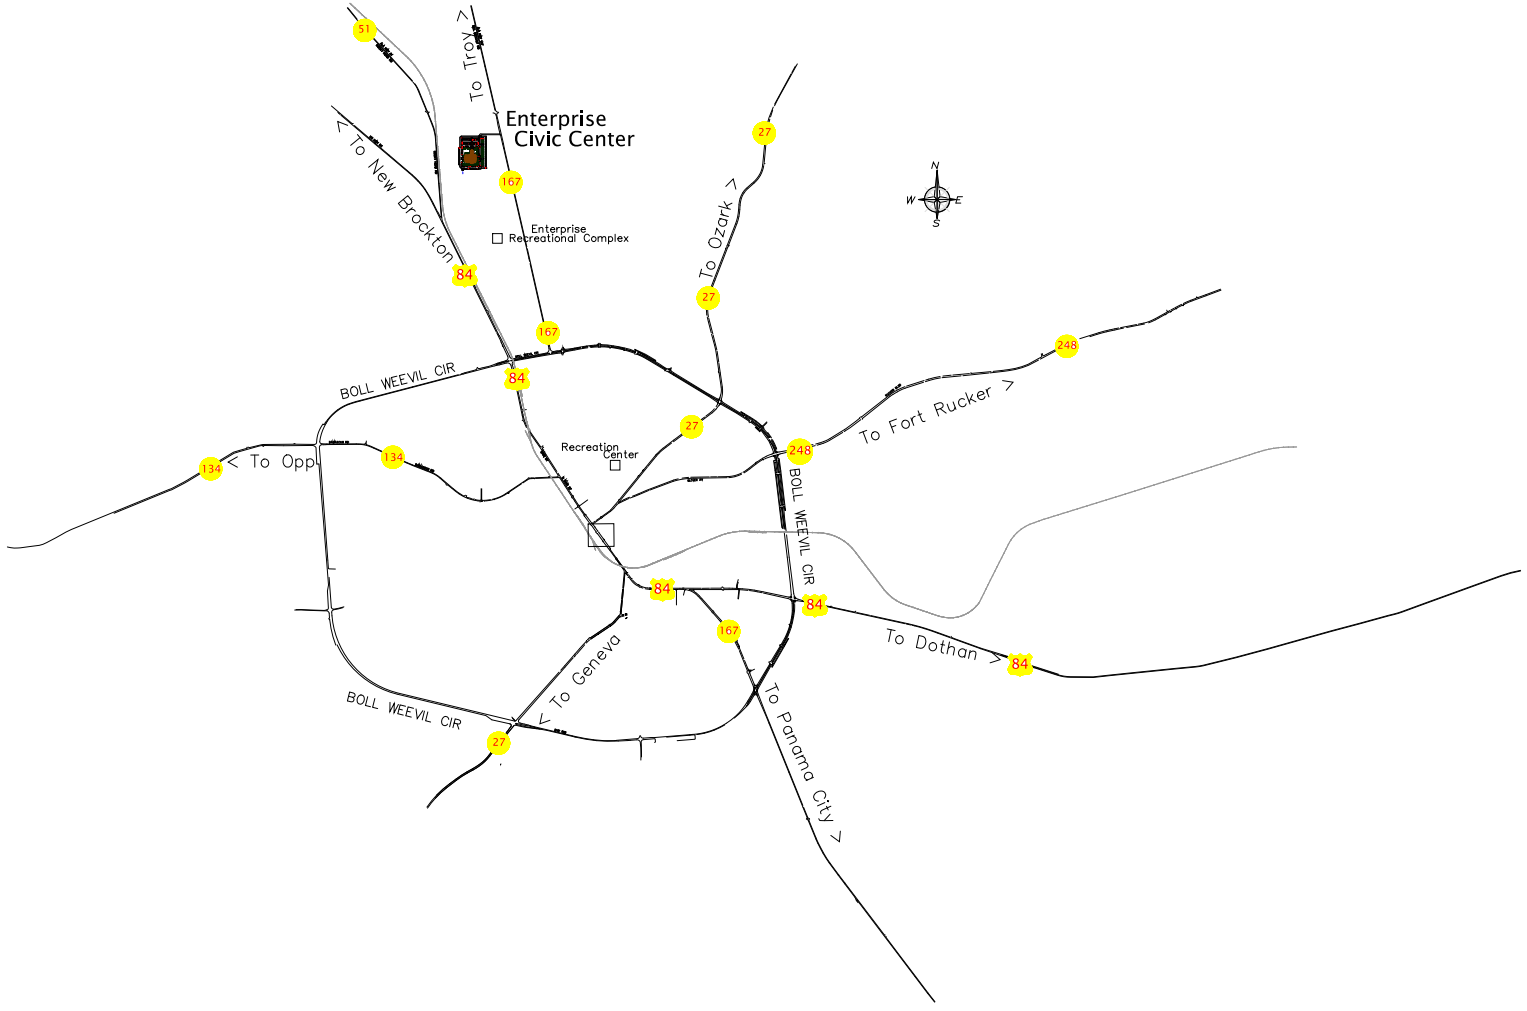 51
To Troy >
Enterprise
Civic Center
27
< To New Brockton
167
N
W E
S
To Ozark >
Enterprise
Recreational Complex
84
27
167
248
BOLL WEEVIL CIR
84
To Fort Rucker >
27
134
< To Opp
134
Recreation
Center
248
BOLL WEEVIL CIR
84
84
167
To Dothan >
84
< To Geneva
BOLL WEEVIL CIR
To Panama City >
27